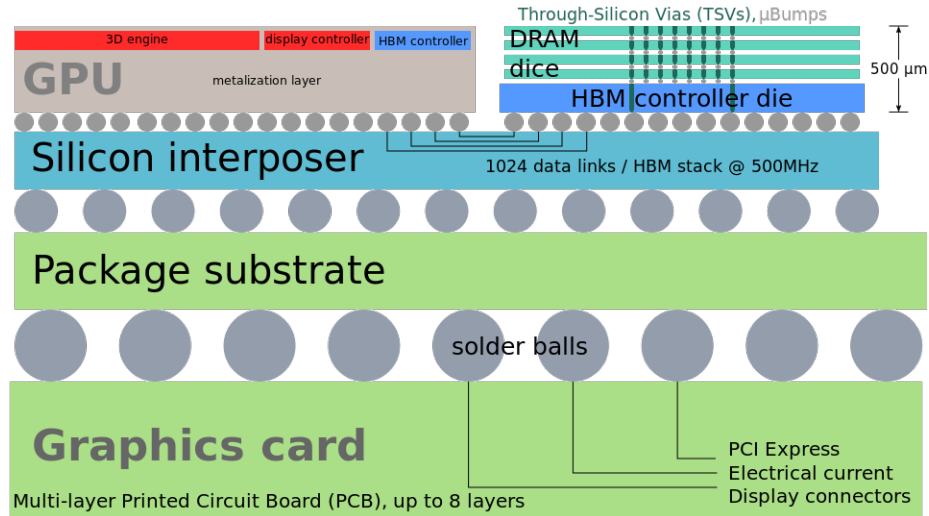 Through-Silicon Vias (TSVs), µBumps
3D engine
display controller
HBM controller
GPU
metalization layer
DRAM
dice
HBM controller die
500 µm
Silicon interposer
1024 data links / HBM stack @ 500MHz
Package substrate
solder balls
Graphics card
PCI Express
Electrical current
Display connectors
Multi-layer Printed Circuit Board (PCB), up to 8 layers